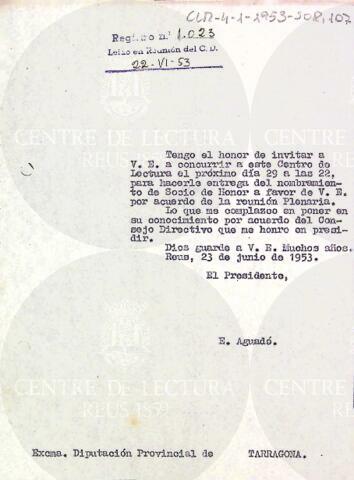 CLR-4-1-1953-208,107
Registro n.º 1.023
Leído en Reunión del C. D.
22-VI-53
CENTRE DE LECTURA
REUS 1859
Tengo el honor de invitar a
V. E. a concurrir a este Centro de
Lectura el próximo día 29 a las 22,
para hacerle entrega del nombramien-
to de Socio de Honor a favor de V. E.
por acuerdo de la reunión Plenaria.
Lo que me complazco en poner en
su conocimiento por acuerdo del Con-
sejo Directivo que me honro en presi-
dir.
Dios guarde a V. E. Muchos años.
Reus, 23 de junio de 1953.
El Presidente,
E. Aguadó.
CENTRE DE LECTURA
REUS 1859
Excma. Diputación Provincial de TARRAGONA.